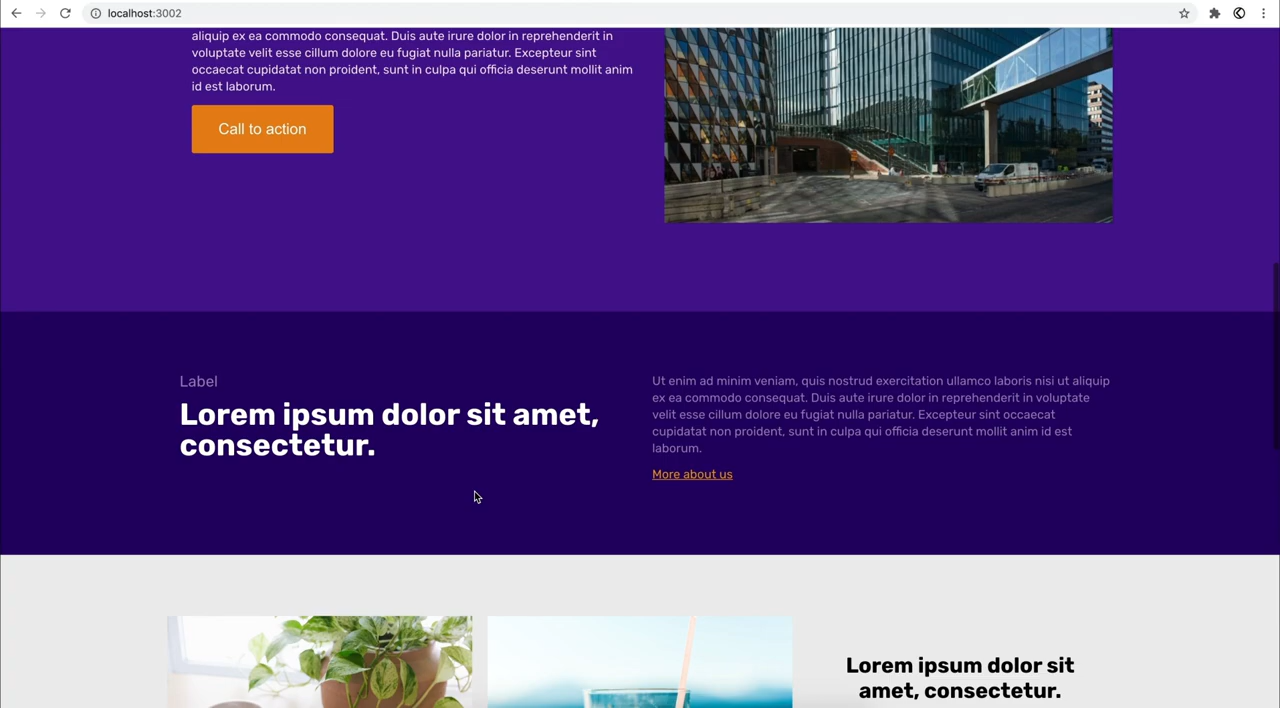 localhost:3002
aliquip ex ea commodo consequat. Duis aute irure dolor in reprehenderit in
voluptate velit esse cillum dolore eu fugiat nulla pariatur. Excepteur sint
occaecat cupidatat non proident, sunt in culpa qui officia deserunt mollit anim
id est laborum.
Call to action
Label
Lorem ipsum dolor sit amet,
consectetur.
Ut enim ad minim veniam, quis nostrud exercitation ullamco laboris nisi ut aliquip
ex ea commodo consequat. Duis aute irure dolor in reprehenderit in voluptate
velit esse cillum dolore eu fugiat nulla pariatur. Excepteur sint occaecat
cupidatat non proident, sunt in culpa qui officia deserunt mollit anim id est
laborum.
More about us
Lorem ipsum dolor sit
amet, consectetur.